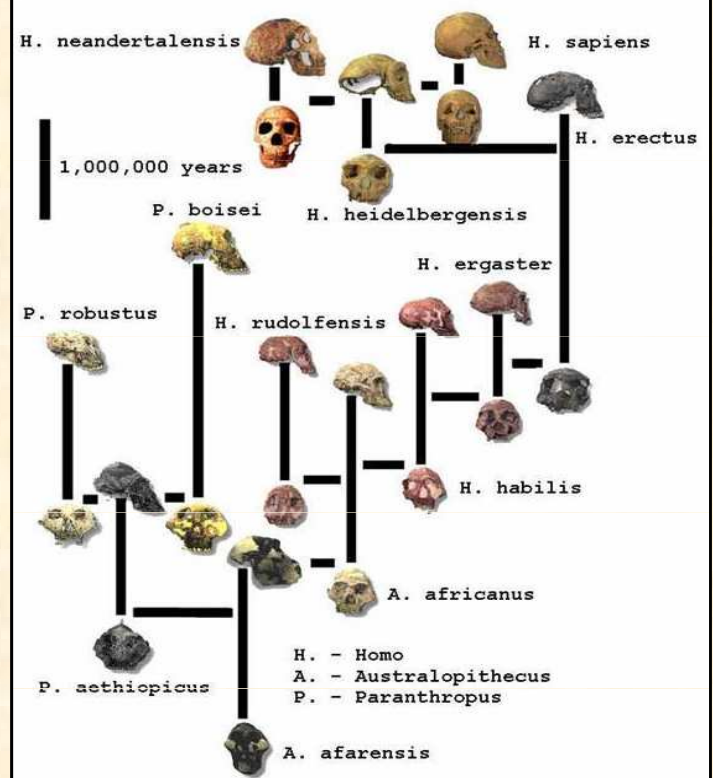 H. neandertalensis
H. sapiens
H. erectus
1,000,000 years
P. boisei
H. heidelbergensis
H. ergaster
P. robustus
H. rudolfensis
H. habilis
A. africanus
H. - Homo
A. - Australopithecus
P. - Paranthropus
P. aethiopicus
A. afarensis